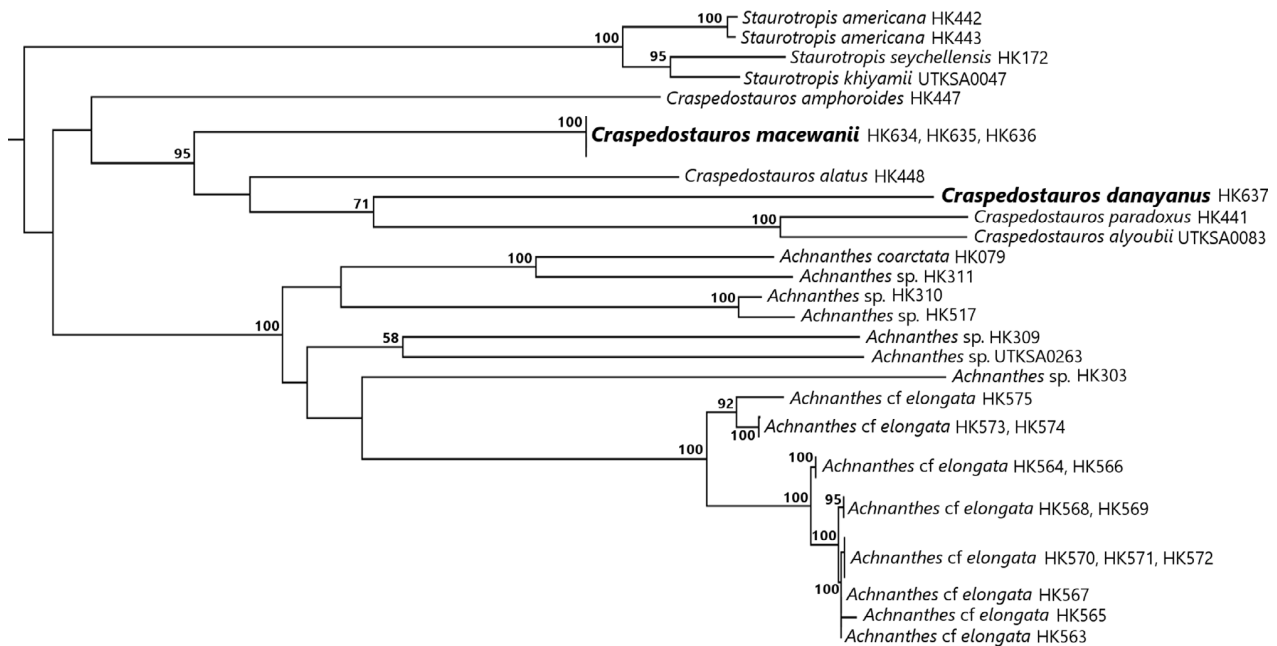 100
Staurotropis americana HK442
100
Staurotropis americana HK443
95
Staurotropis seychellensis HK172
Staurotropis khiyamii UTKSA0047
Craspedostauros amphoroides HK447
100
Craspedostauros macewanii HK634, HK635, HK636
95
Craspedostauros alatus HK448
71
Craspedostauros danayanus HK637
100
Craspedostauros paradoxus HK441
Craspedostauros alyoubii UTKSA0083
100
Achnanthes coarctata HK079
Achnanthes sp. HK311
100
Achnanthes sp. HK310
Achnanthes sp. HK517
100
58
Achnanthes sp. HK309
Achnanthes sp. UTKSA0263
Achnanthes sp. HK303
92
Achnanthes cf elongata HK575
100
Achnanthes cf elongata HK573, HK574
100
100
Achnanthes cf elongata HK564, HK566
100
95
Achnanthes cf elongata HK568, HK569
100
Achnanthes cf elongata HK570, HK571, HK572
100
Achnanthes cf elongata HK567
Achnanthes cf elongata HK565
Achnanthes cf elongata HK563